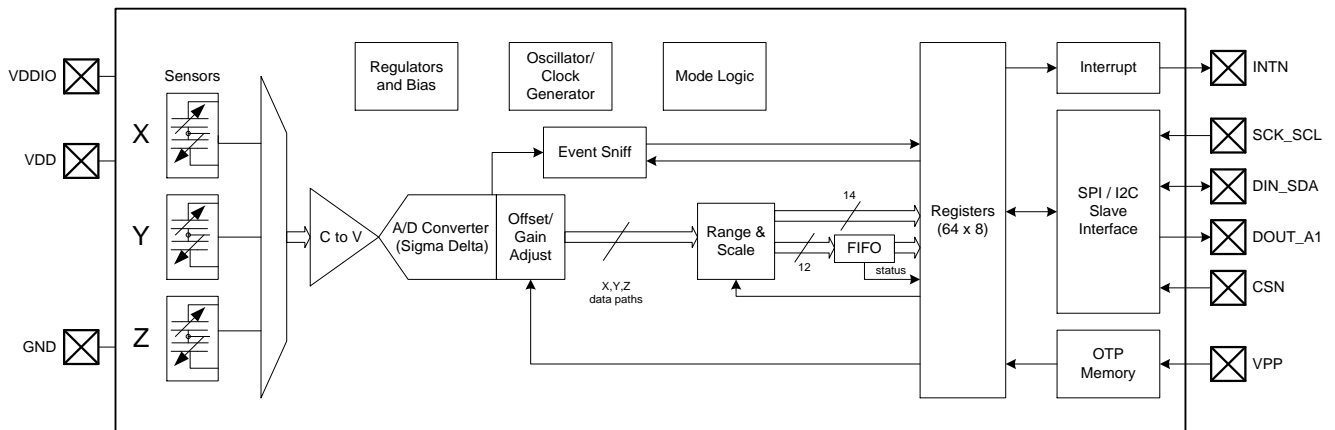 VDDIO
VDD
GND
Sensors
X
Y
Z
Regulators
and Bias
Oscillator/
Clock
Generator
Mode Logic
Event Sniff
C to V
A/D Converter
(Sigma Delta)
Offset/
Gain
Adjust
X,Y,Z
data paths
Range &
Scale
14
12
FIFO
status
Registers
(64 x 8)
Interrupt
SPI / I2C
Slave
Interface
OTP
Memory
INTN
SCK_SCL
DIN_SDA
DOUT_A1
CSN
VPP